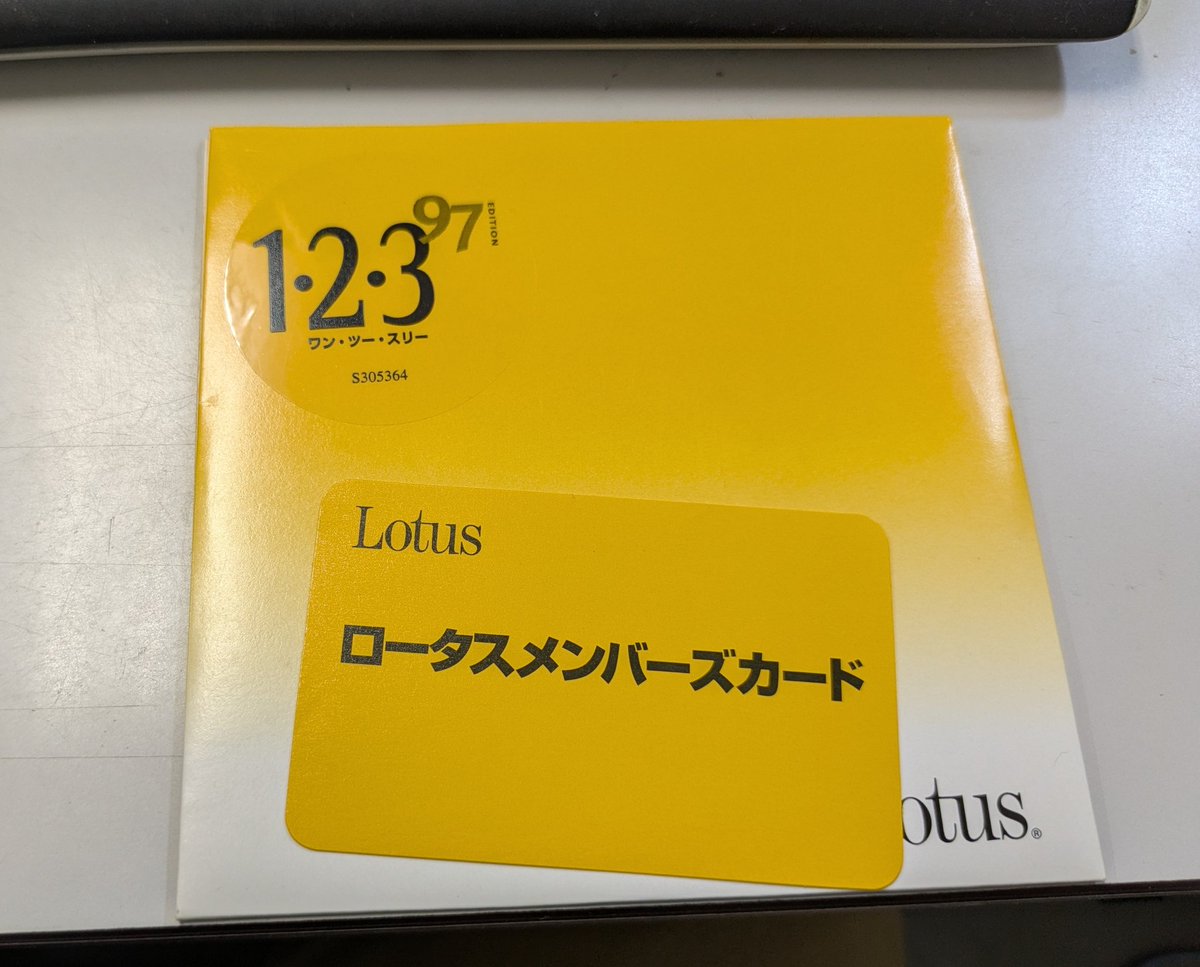 1·2·3 97 EDITION
ワン・ツー・スリー
S305364
Lotus
ロータスメンバーズカード
otus®